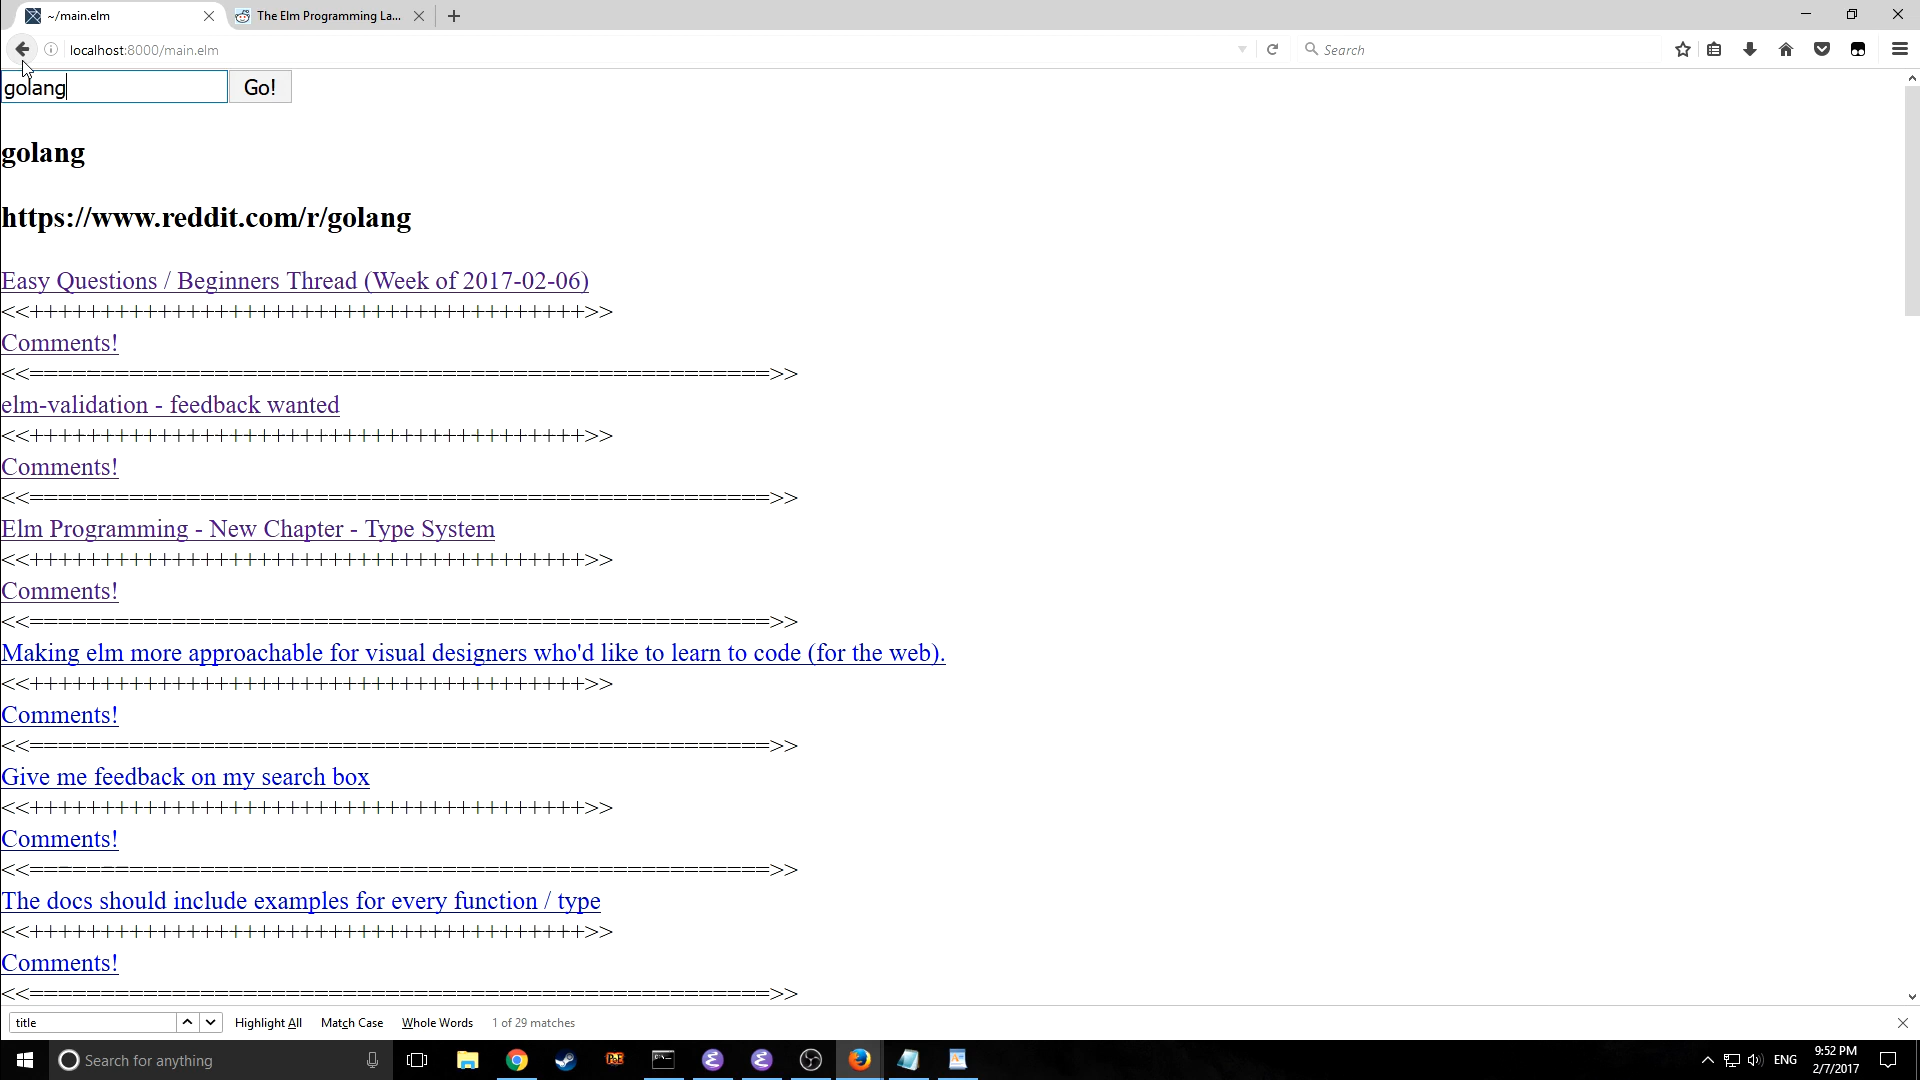 ~/main.elm
The Elm Programming La...
localhost:8000/main.elm
Search
golang
Go!
golang
https://www.reddit.com/r/golang
Easy Questions / Beginners Thread (Week of 2017-02-06)
<<+++++++++++++++++++++++++++++++++++++++>>
Comments!
<<====================================================>>
elm-validation - feedback wanted
<<+++++++++++++++++++++++++++++++++++++++>>
Comments!
<<====================================================>>
Elm Programming - New Chapter - Type System
<<+++++++++++++++++++++++++++++++++++++++>>
Comments!
<<====================================================>>
Making elm more approachable for visual designers who'd like to learn to code (for the web).
<<+++++++++++++++++++++++++++++++++++++++>>
Comments!
<<====================================================>>
Give me feedback on my search box
<<+++++++++++++++++++++++++++++++++++++++>>
Comments!
<<====================================================>>
The docs should include examples for every function / type
<<+++++++++++++++++++++++++++++++++++++++>>
Comments!
<<====================================================>>
title
Highlight All
Match Case
Whole Words
1 of 29 matches
Search for anything
ENG
9:52 PM
2/7/2017